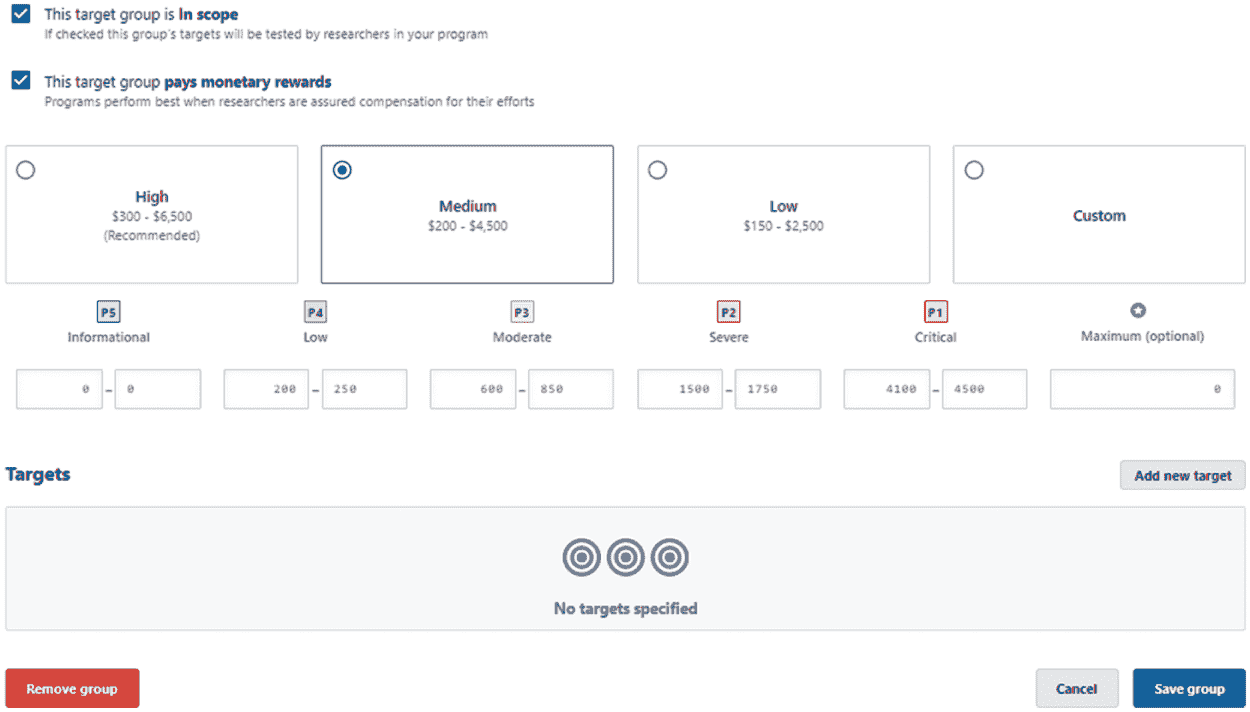 This target group is In scope
If checked this group's targets will be tested by researchers in your program
This target group pays monetary rewards
Programs perform best when researchers are assured compensation for their efforts
High
$300 - $6,500
(Recommended)
Medium
$200 - $4,500
Low
$150 - $2,500
Custom
P5 P4 P3 P2 P1
Informational Low Moderate Severe Critical Maximum (optional)
0 - 0 200 - 250 600 - 850 1500 - 1750 4100 - 4500 0
Targets
Add new target
No targets specified
Remove group Cancel Save group